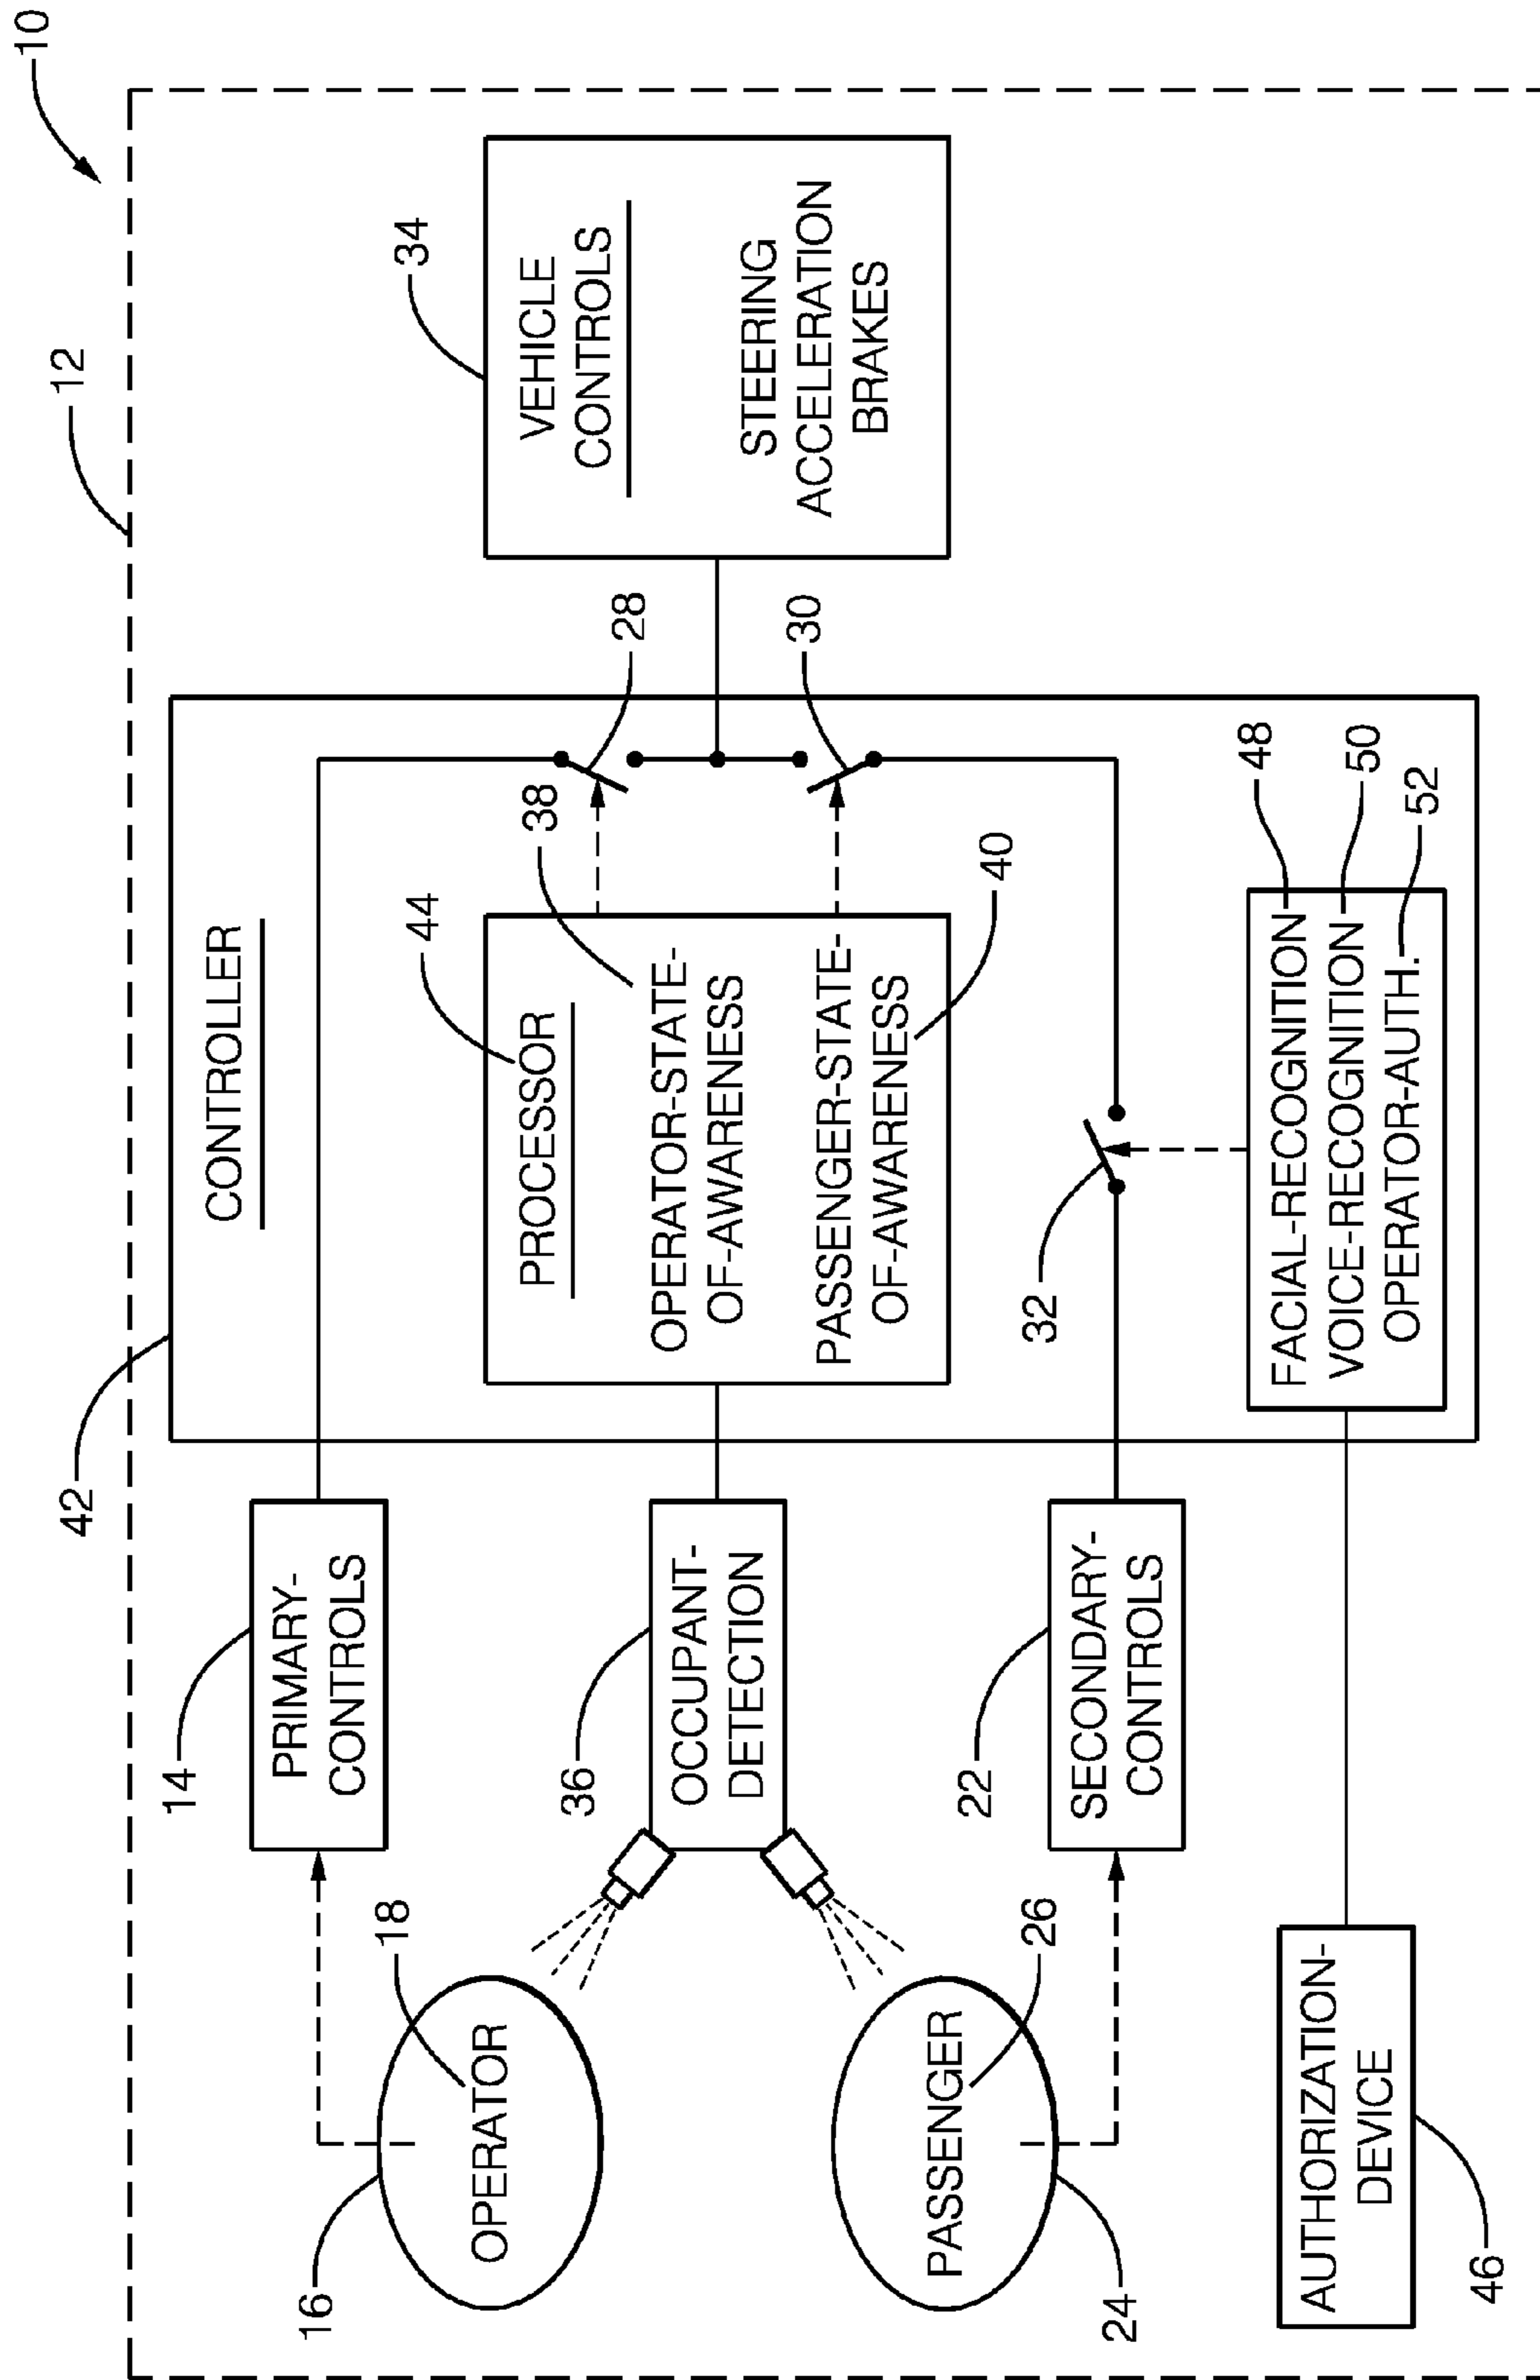 10
12
42
CONTROLLER
14
PRIMARY-
CONTROLS
16
18
OPERATOR
36
OCCUPANT-
DETECTION
44
PROCESSOR
38
OPERATOR-STATE-
OF-AWARENESS
PASSENGER-STATE-
OF-AWARENESS
40
28
30
34
VEHICLE
CONTROLS
STEERING
ACCELERATION
BRAKES
24
26
PASSENGER
22
SECONDARY-
CONTROLS
32
48
50
52
FACIAL-RECOGNITION
VOICE-RECOGNITION
OPERATOR-AUTH.
AUTHORIZATION-
DEVICE
46